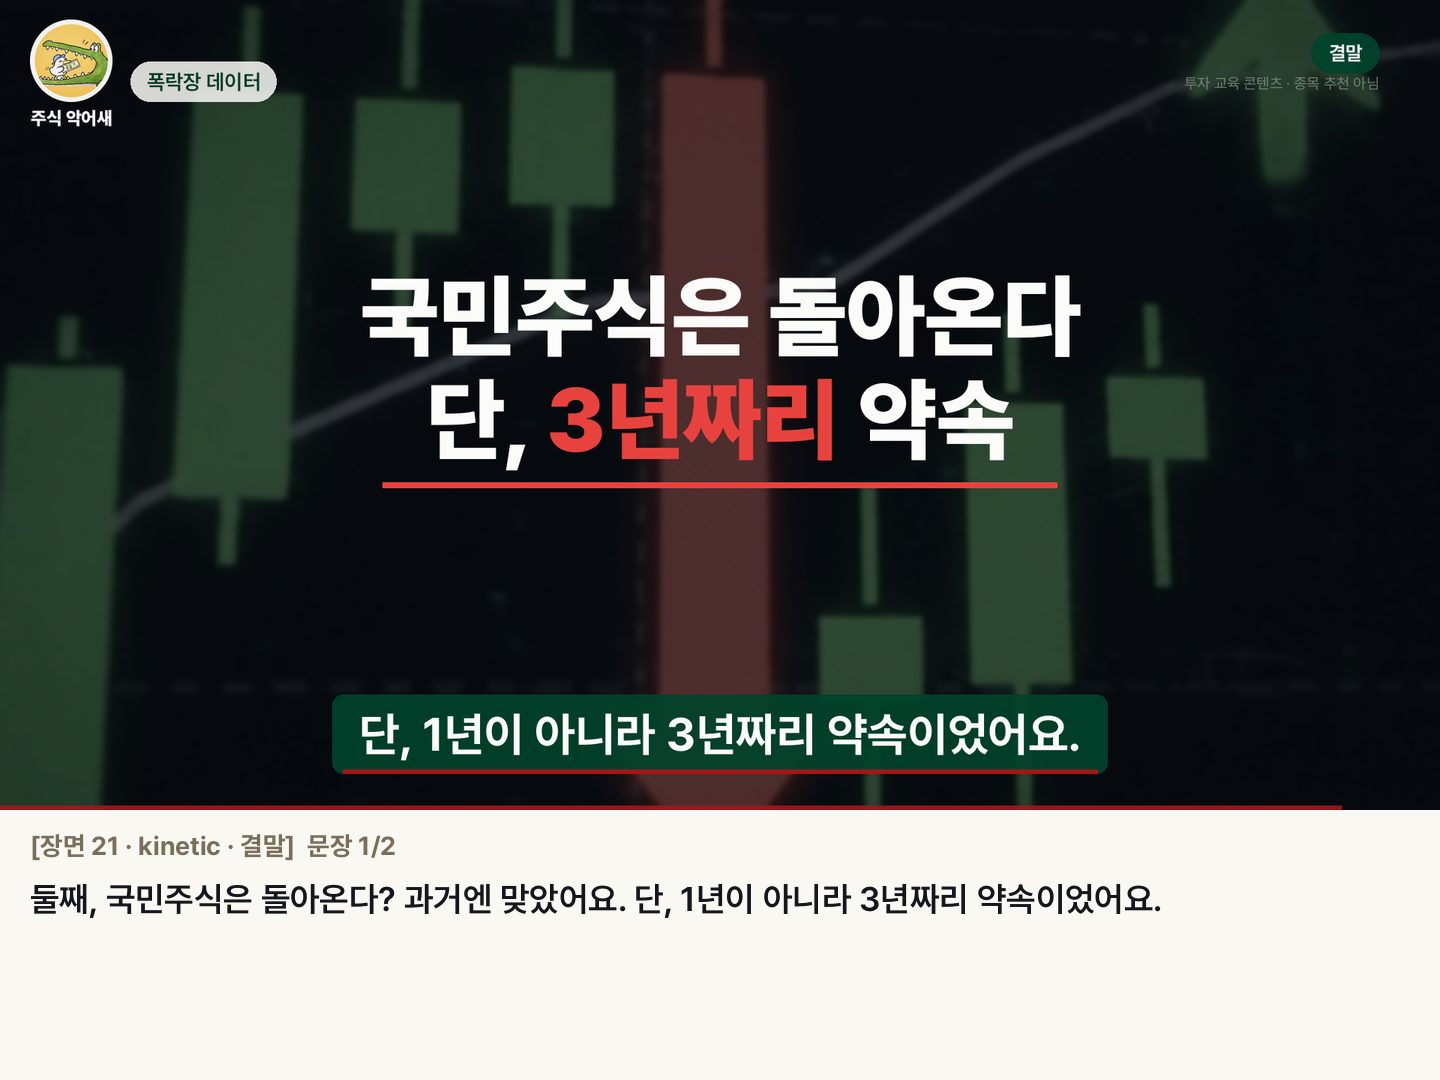 폭락장 데이터
주식 악어새
결말
투자 교육 콘텐츠 · 종목 추천 아님
국민주식은 돌아온다
단, 3년짜리 약속
단, 1년이 아니라 3년짜리 약속이었어요.
[장면 21 · kinetic · 결말] 문장 1/2
둘째, 국민주식은 돌아온다? 과거엔 맞았어요. 단, 1년이 아니라 3년짜리 약속이었어요.